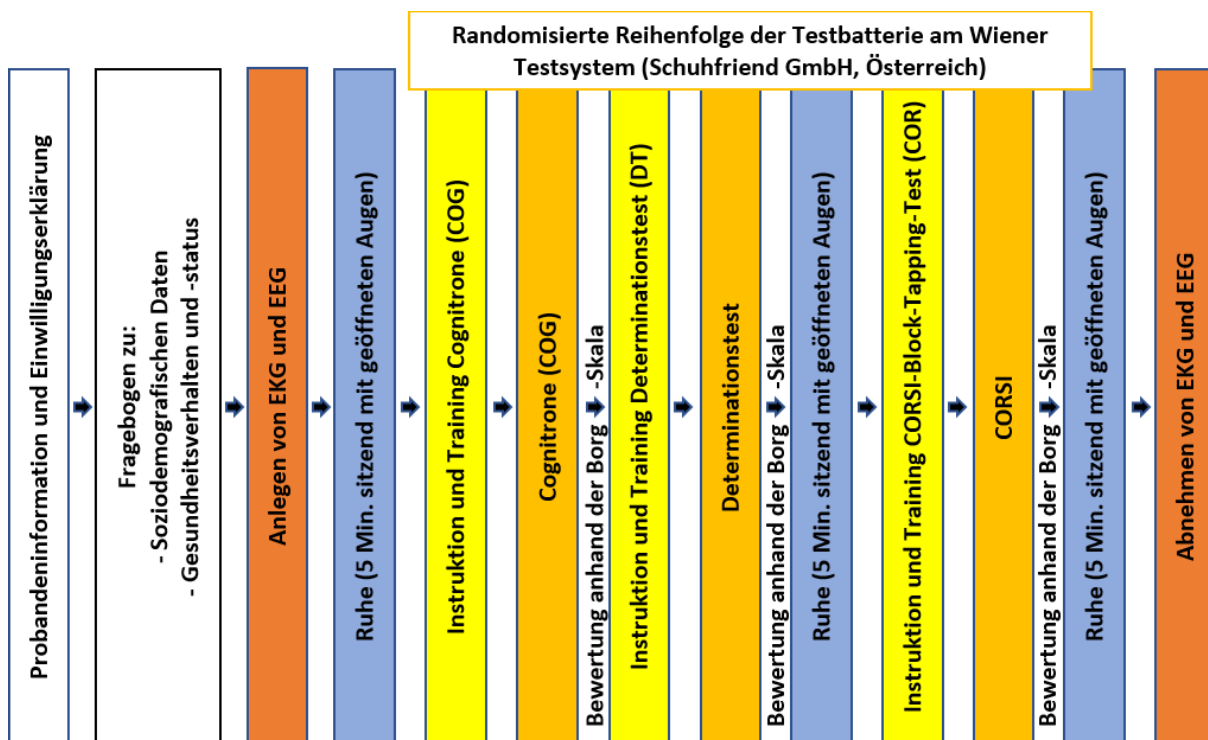 Randomisierte Reihenfolge der Testbatterie am Wiener
Testsystem (Schuhfriend GmbH, Österreich)
Probandeninformation und Einwilligungserklärung
Fragebogen zu:
- Soziodemografischen Daten
- Gesundheitsverhalten und -status
Anlegen von EKG und EEG
Ruhe (5 Min. sitzend mit geöffneten Augen)
Instruktion und Training Cognitrone (COG)
Cognitrone (COG)
Bewertung anhand der Borg -Skala
Instruktion und Training Determinationstest (DT)
Determinationstest
Bewertung anhand der Borg -Skala
Ruhe (5 Min. sitzend mit geöffneten Augen)
Instruktion und Training CORSI-Block-Tapping-Test (COR)
CORSI
Bewertung anhand der Borg -Skala
Ruhe (5 Min. sitzend mit geöffneten Augen)
Abnehmen von EKG und EEG